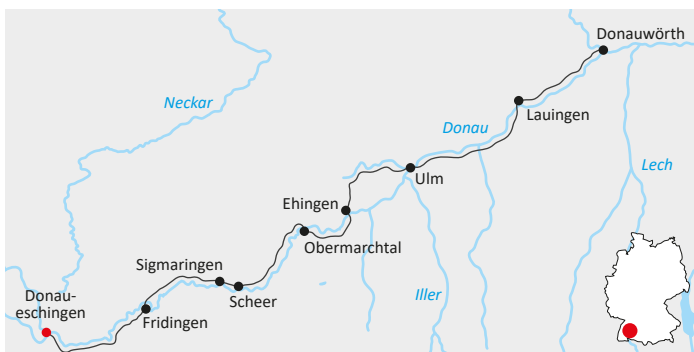 Donauwörth
Neckar
Lauingen
Donau
Lech
Ulm
Ehingen
Obermarchtal
Sigmaringen
Iller
Scheer
Donau-
eschingen
Fridingen